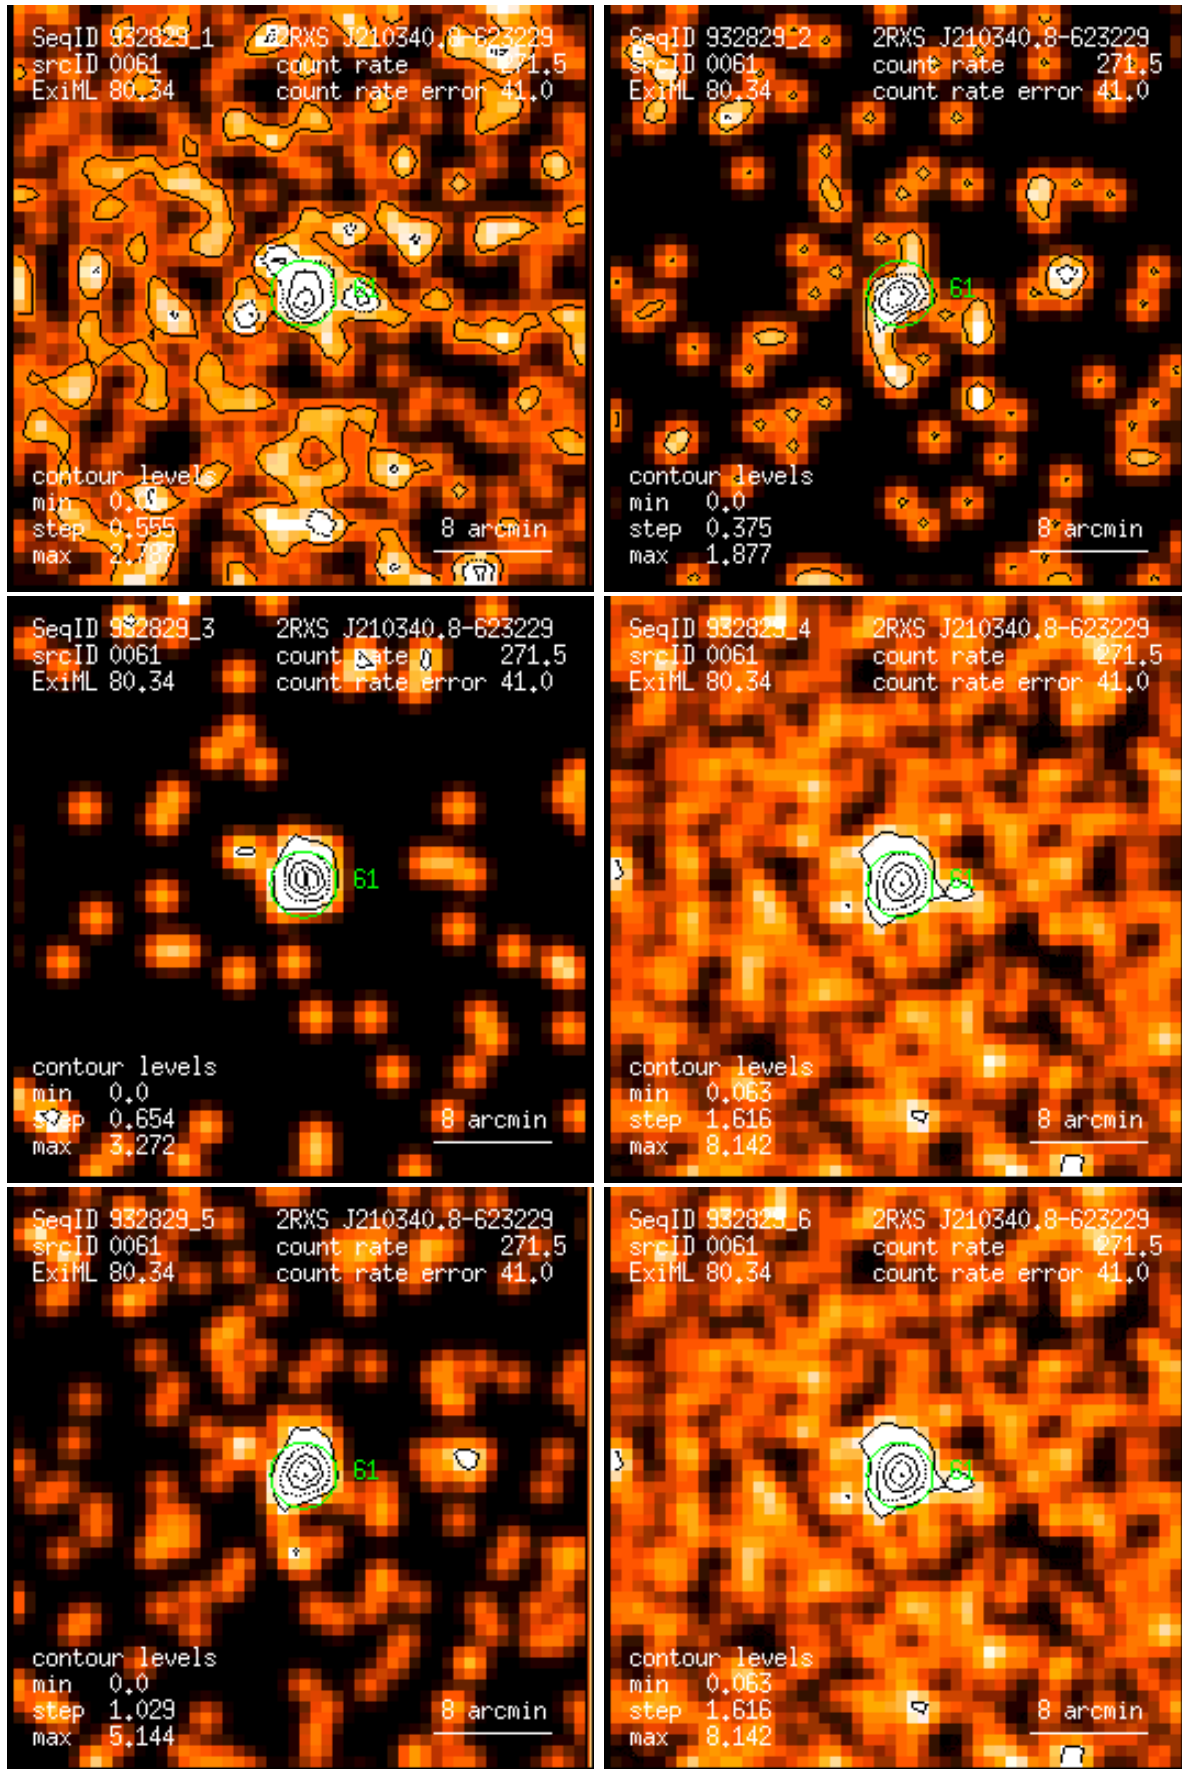 SeqID 932829_1 2RXS J210340.8-623229
srcID 0061 count rate 271.5
ExiML 80.34 count rate error 41.0
61
contour levels
min 0.0
step 0.555 8 arcmin
max 2.787
SeqID 932829_2 2RXS J210340.8-623229
srcID 0061 count rate 271.5
ExiML 80.34 count rate error 41.0
61
contour levels
min 0.0
step 0.375 8 arcmin
max 1.877
SeqID 932829_3 2RXS J210340.8-623229
srcID 0061 count rate 271.5
ExiML 80.34 count rate error 41.0
61
contour levels
min 0.0
step 0.654 8 arcmin
max 3.272
SeqID 932829_4 2RXS J210340.8-623229
srcID 0061 count rate 271.5
ExiML 80.34 count rate error 41.0
61
contour levels
min 0.063
step 1.616 8 arcmin
max 8.142
SeqID 932829_5 2RXS J210340.8-623229
srcID 0061 count rate 271.5
ExiML 80.34 count rate error 41.0
61
contour levels
min 0.0
step 1.029 8 arcmin
max 5.144
SeqID 932829_6 2RXS J210340.8-623229
srcID 0061 count rate 271.5
ExiML 80.34 count rate error 41.0
61
contour levels
min 0.063
step 1.616 8 arcmin
max 8.142